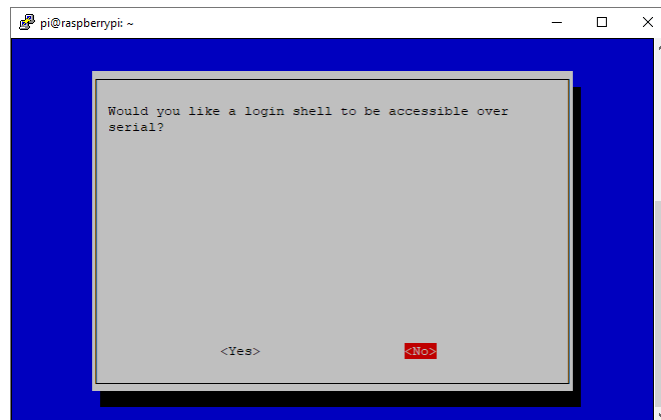 pi@raspberrypi: ~
Would you like a login shell to be accessible over
serial?
<Yes> <No>